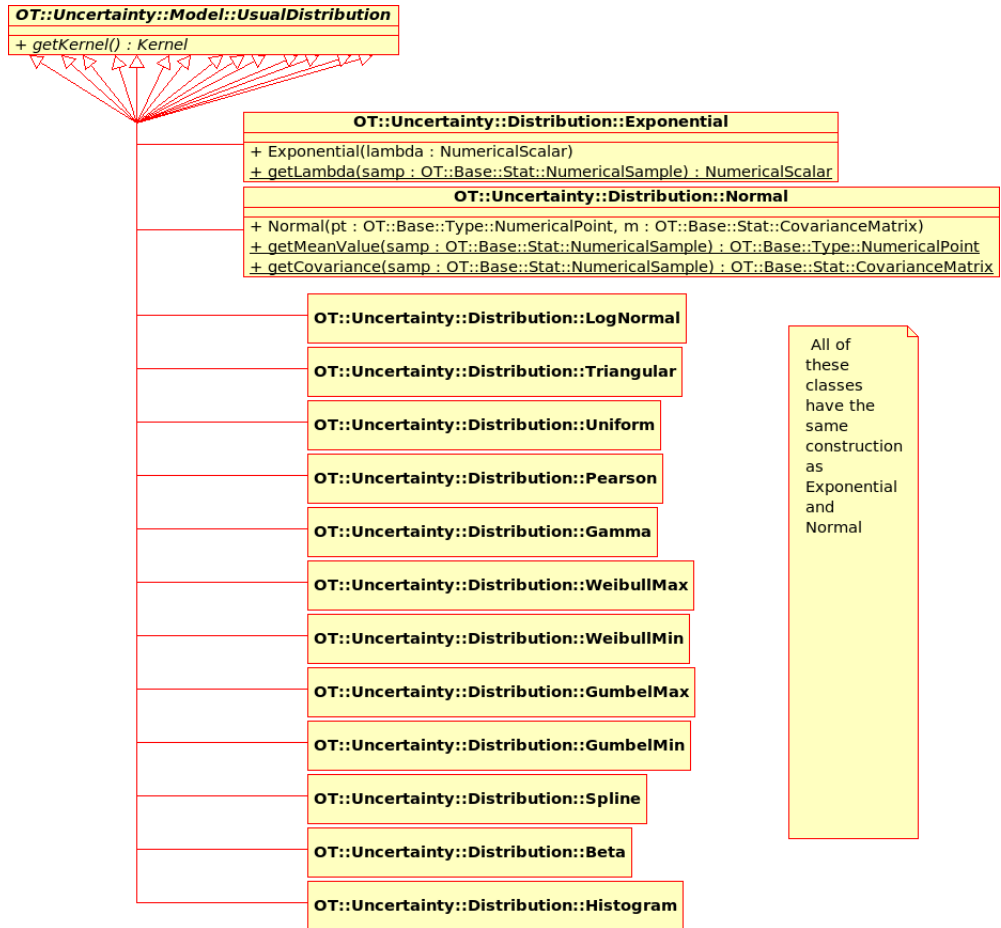 OT::Uncertainty::Model::UsualDistribution
+ getKernel() : Kernel
OT::Uncertainty::Distribution::Exponential
+ Exponential(lambda : NumericalScalar)
+ getLambda(samp : OT::Base::Stat::NumericalSample) : NumericalScalar
OT::Uncertainty::Distribution::Normal
+ Normal(pt : OT::Base::Type::NumericalPoint, m : OT::Base::Stat::CovarianceMatrix)
+ getMeanValue(samp : OT::Base::Stat::NumericalSample) : OT::Base::Type::NumericalPoint
+ getCovariance(samp : OT::Base::Stat::NumericalSample) : OT::Base::Stat::CovarianceMatrix
OT::Uncertainty::Distribution::LogNormal
OT::Uncertainty::Distribution::Triangular
OT::Uncertainty::Distribution::Uniform
OT::Uncertainty::Distribution::Pearson
OT::Uncertainty::Distribution::Gamma
OT::Uncertainty::Distribution::WeibullMax
OT::Uncertainty::Distribution::WeibullMin
OT::Uncertainty::Distribution::GumbelMax
OT::Uncertainty::Distribution::GumbelMin
OT::Uncertainty::Distribution::Spline
OT::Uncertainty::Distribution::Beta
OT::Uncertainty::Distribution::Histogram
All of
these
classes
have the
same
construction
as
Exponential
and
Normal